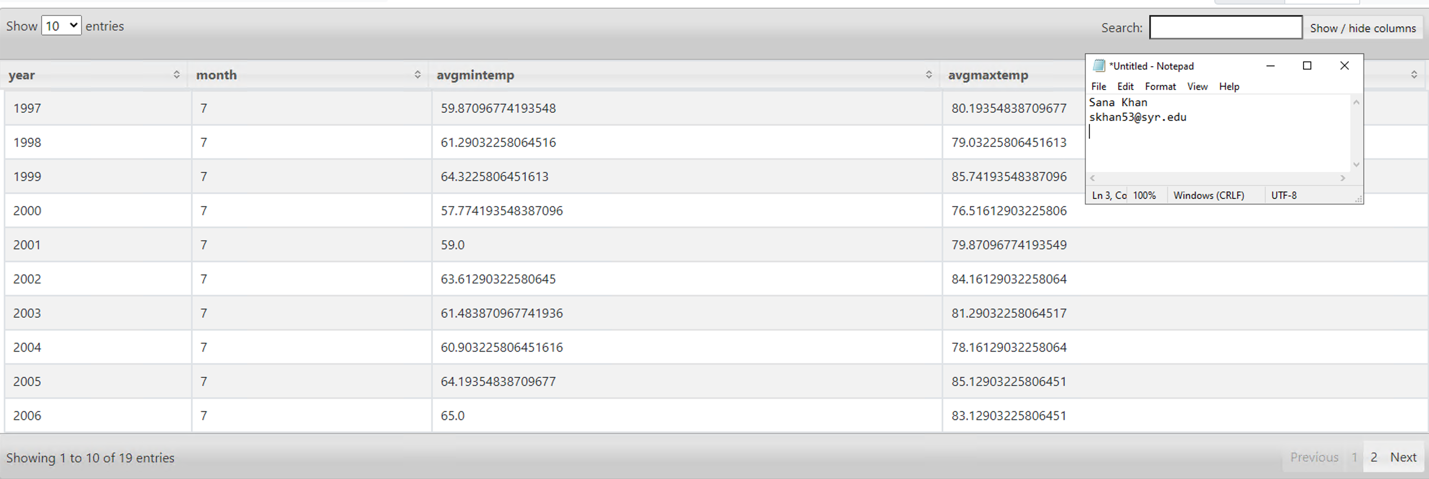 Show 10 entries
Search: Show / hide columns
year month avgmintemp avgmaxtemp
1997 7 59.87096774193548 80.19354838709677
1998 7 61.29032258064516 79.03225806451613
1999 7 64.3225806451613 85.74193548387096
2000 7 57.774193548387096 76.51612903225806
2001 7 59.0 79.87096774193549
2002 7 63.61290322580645 84.16129032258064
2003 7 61.483870967741936 81.29032258064517
2004 7 60.903225806451616 78.16129032258064
2005 7 64.19354838709677 85.12903225806451
2006 7 65.0 83.12903225806451
Showing 1 to 10 of 19 entries
Previous 1 2 Next
*Untitled - Notepad
File Edit Format View Help
Sana Khan
skhan53@syr.edu
Ln 3, Co 100% Windows (CRLF) UTF-8